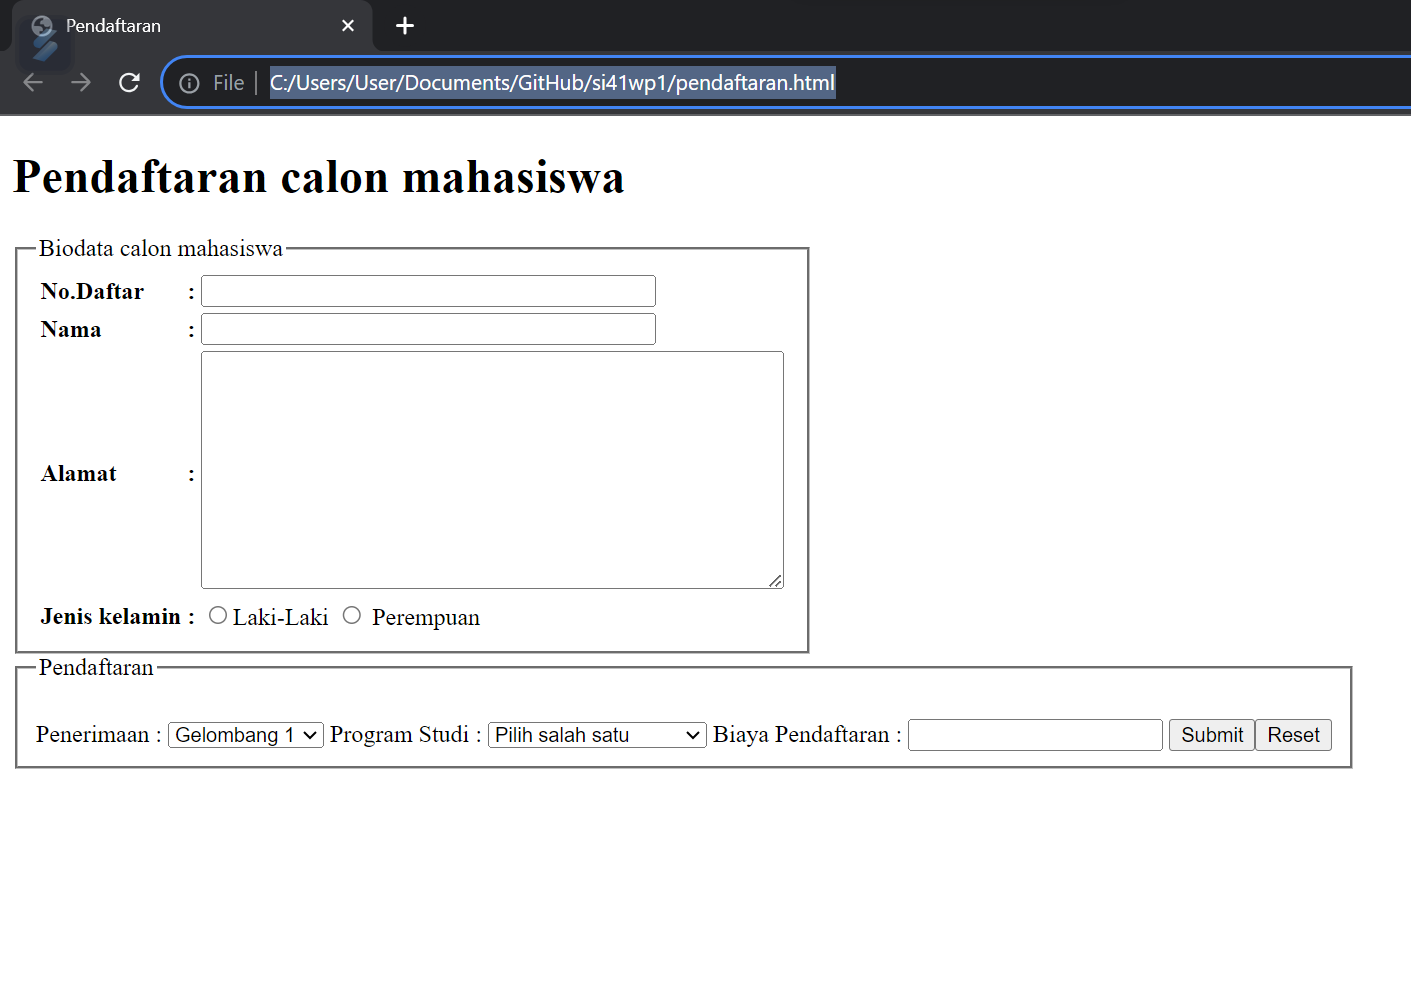 Pendaftaran
File | C:/Users/User/Documents/GitHub/si41wp1/pendaftaran.html
Pendaftaran calon mahasiswa
Biodata calon mahasiswa
No.Daftar :
Nama :
Alamat :
Jenis kelamin : Laki-Laki Perempuan
Pendaftaran
Penerimaan : Gelombang 1 Program Studi : Pilih salah satu Biaya Pendaftaran : Submit Reset